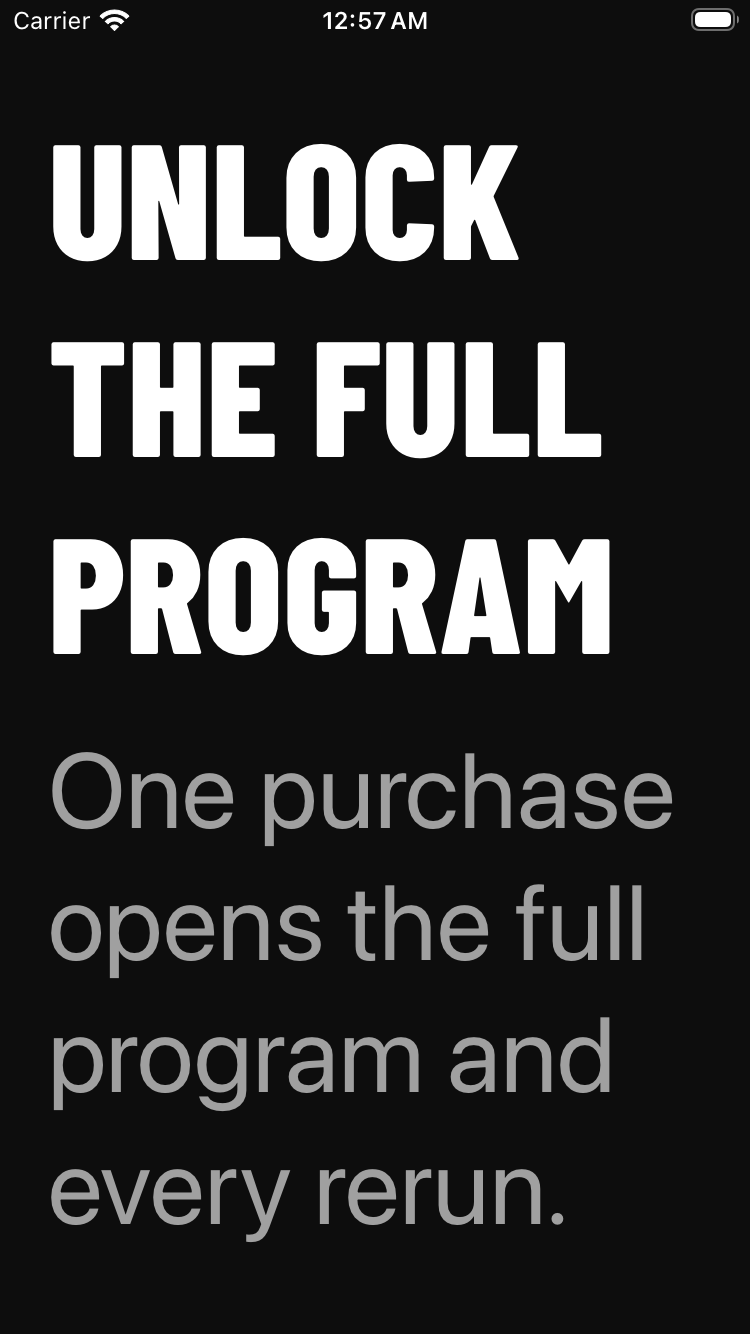 Carrier 12:57 AM
UNLOCK
THE FULL
PROGRAM
One purchase
opens the full
program and
every rerun.